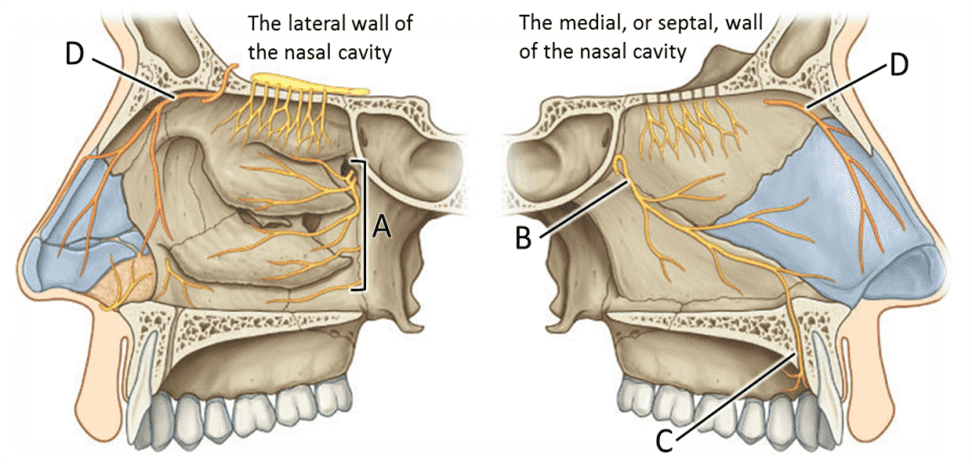 The lateral wall of
the nasal cavity
The medial, or septal, wall
of the nasal cavity
D
D
A
B
C